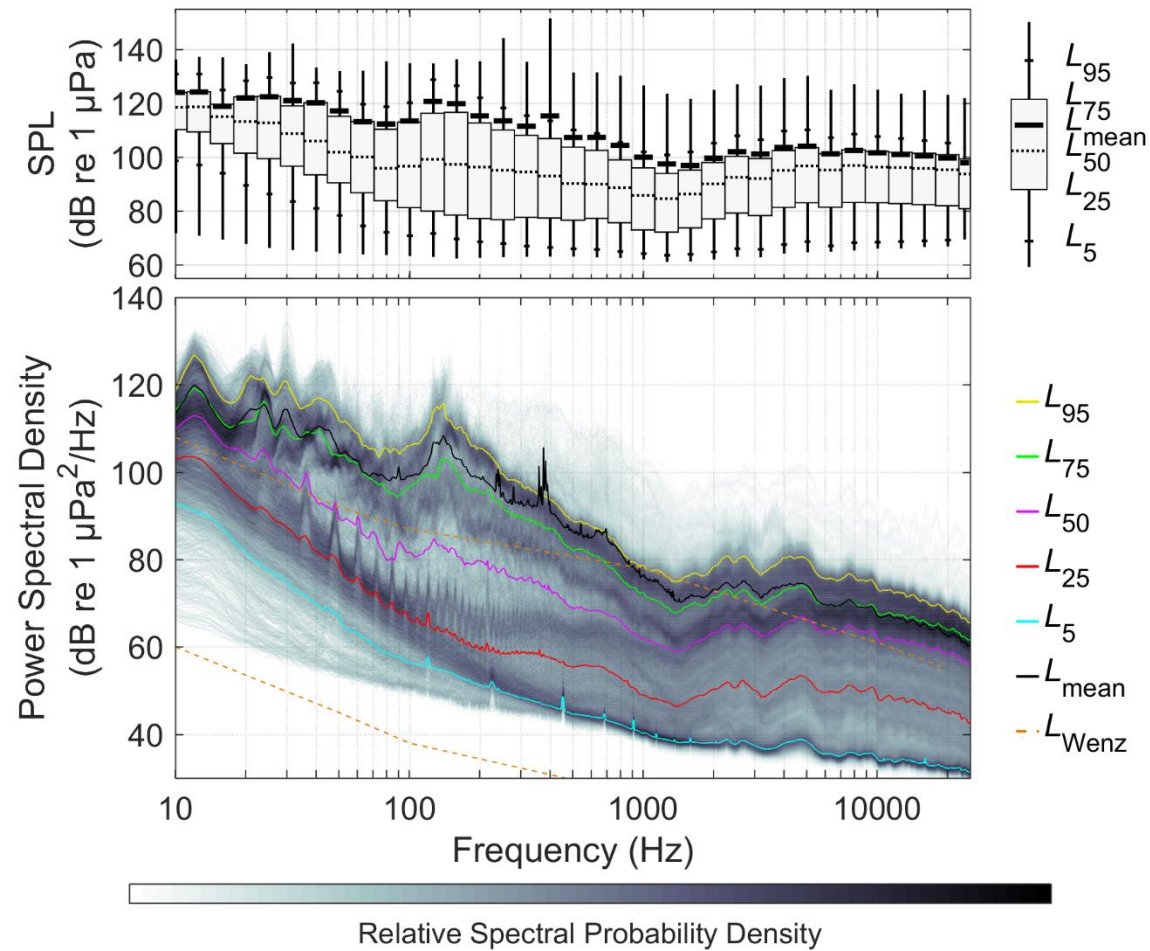 140
120
100
80
60
SPL
(dB re 1 μPa)
L95
L75
Lmean
L50
L25
L5
140
120
100
80
60
40
Power Spectral Density
(dB re 1 μPa²/Hz)
10
100
1000
10000
Frequency (Hz)
L95
L75
L50
L25
L5
Lmean
LWenz
Relative Spectral Probability Density